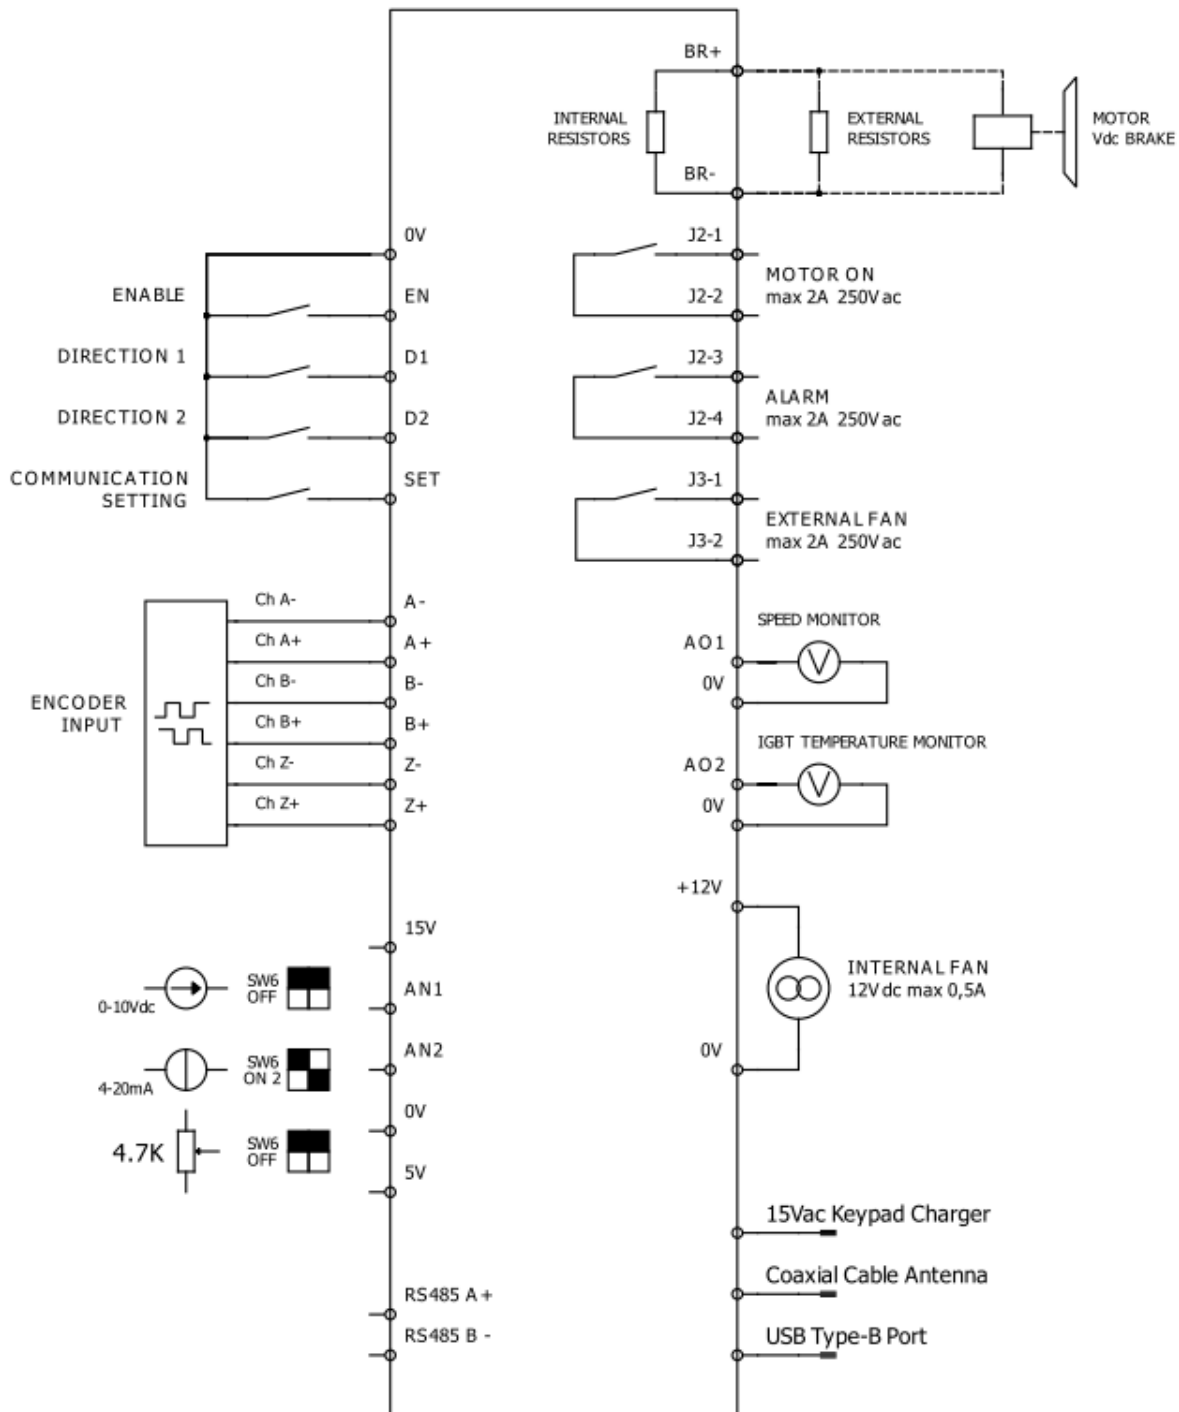 BR+
INTERNAL
RESISTORS
EXTERNAL
RESISTORS
MOTOR
Vdc BRAKE
BR-
0V
ENABLE
EN
DIRECTION 1
D1
DIRECTION 2
D2
COMMUNICATION
SETTING
SET
J2-1
MOTOR ON
max 2A 250Vac
J2-2
J2-3
ALARM
max 2A 250Vac
J2-4
J3-1
EXTERNAL FAN
max 2A 250Vac
J3-2
ENCODER
INPUT
Ch A-
A-
Ch A+
A+
Ch B-
B-
Ch B+
B+
Ch Z-
Z-
Ch Z+
Z+
SPEED MONITOR
AO1
V
0V
IGBT TEMPERATURE MONITOR
AO2
V
0V
+12V
INTERNAL FAN
12Vdc max 0,5A
0V
15V
0-10Vdc
SW6
OFF
AN1
4-20mA
SW6
ON 2
AN2
0V
4.7K
SW6
OFF
5V
15Vac Keypad Charger
Coaxial Cable Antenna
USB Type-B Port
RS485 A+
RS485 B -